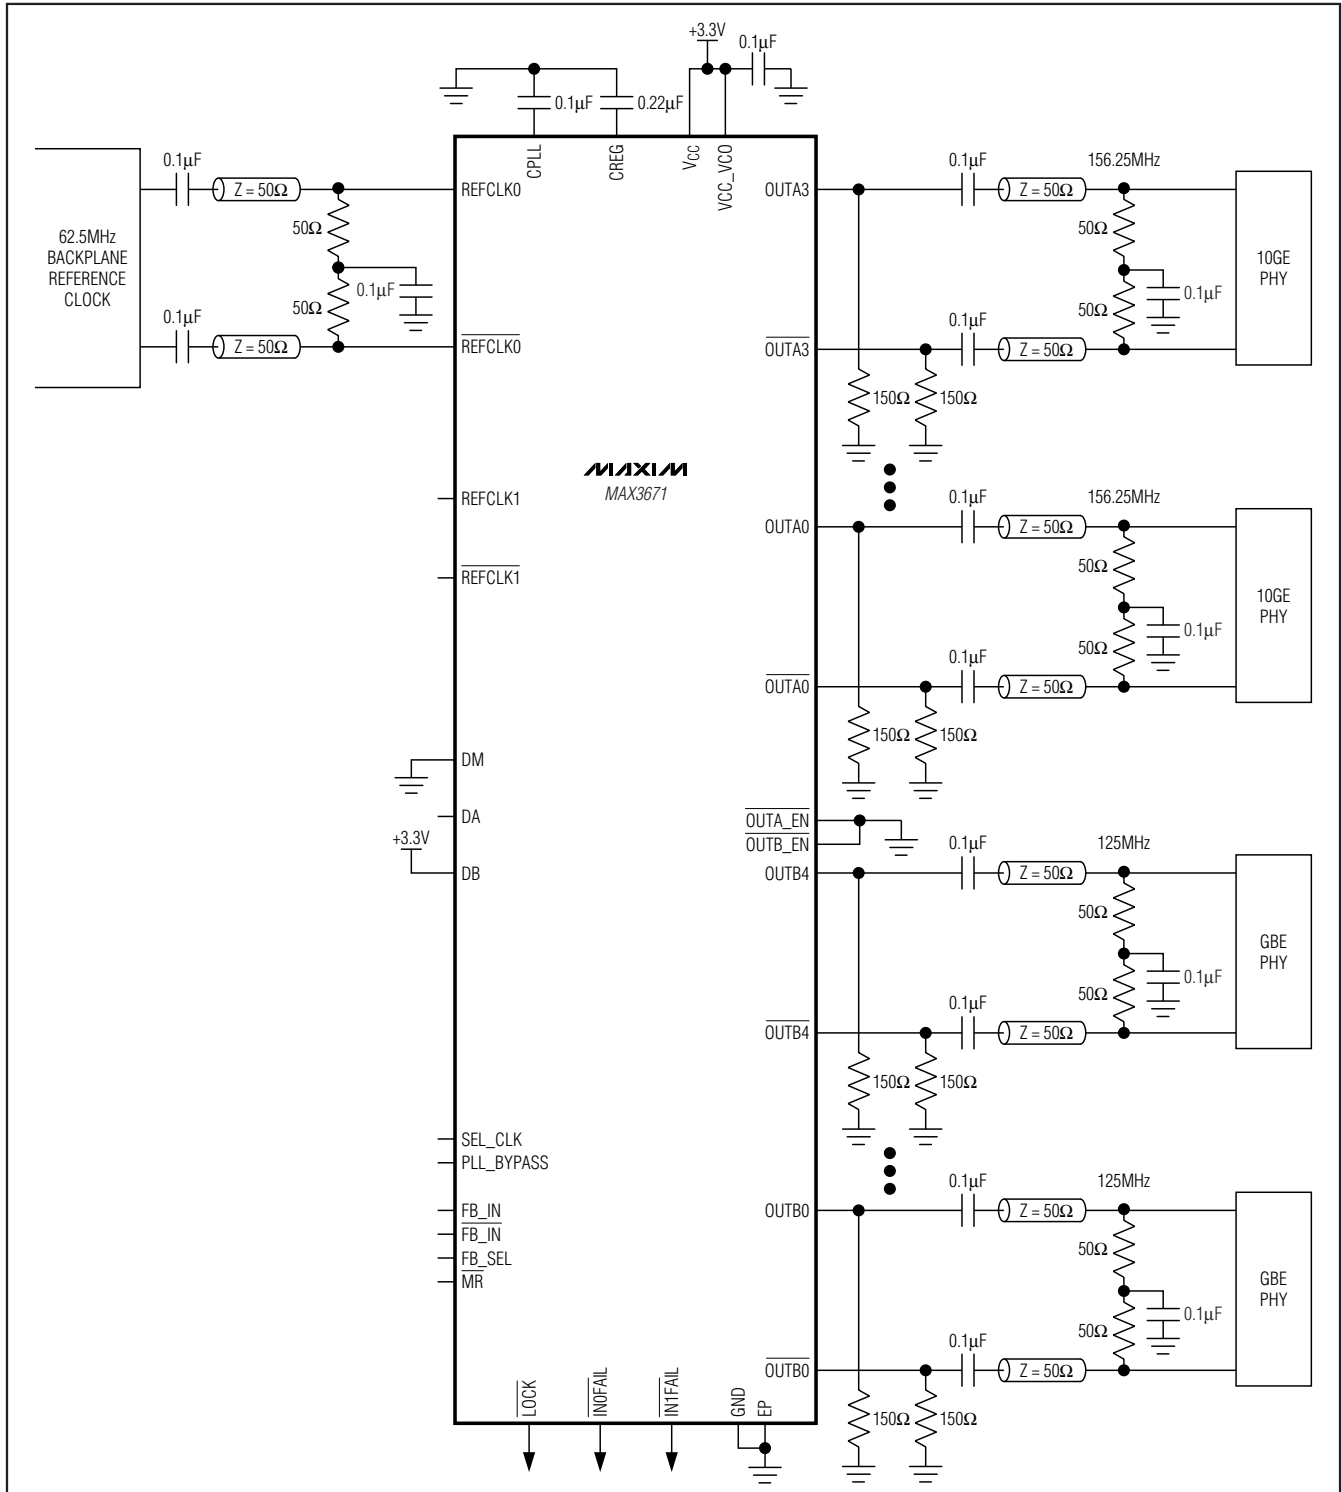 +3.3V
0.1µF
0.1µF
0.22µF
CPLL
CREG
VCC
VCC_VCO
62.5MHz
BACKPLANE
REFERENCE
CLOCK
0.1µF
Z = 50Ω
REFCLK0
50Ω
0.1µF
50Ω
0.1µF
Z = 50Ω
REFCLK0
MAXIM
MAX3671
REFCLK1
REFCLK1
DM
DA
+3.3V
DB
SEL_CLK
PLL_BYPASS
FB_IN
FB_IN
FB_SEL
MR
LOCK
IN0FAIL
IN1FAIL
GND
EP
OUTA3
0.1µF
Z = 50Ω
156.25MHz
50Ω
0.1µF
50Ω
10GE
PHY
OUTA3
0.1µF
Z = 50Ω
150Ω
150Ω
OUTA0
0.1µF
Z = 50Ω
156.25MHz
50Ω
0.1µF
50Ω
10GE
PHY
OUTA0
0.1µF
Z = 50Ω
150Ω
150Ω
OUTA_EN
OUTB_EN
OUTB4
0.1µF
Z = 50Ω
125MHz
50Ω
0.1µF
50Ω
GBE
PHY
OUTB4
0.1µF
Z = 50Ω
150Ω
150Ω
OUTB0
0.1µF
Z = 50Ω
125MHz
50Ω
0.1µF
50Ω
GBE
PHY
OUTB0
0.1µF
Z = 50Ω
150Ω
150Ω